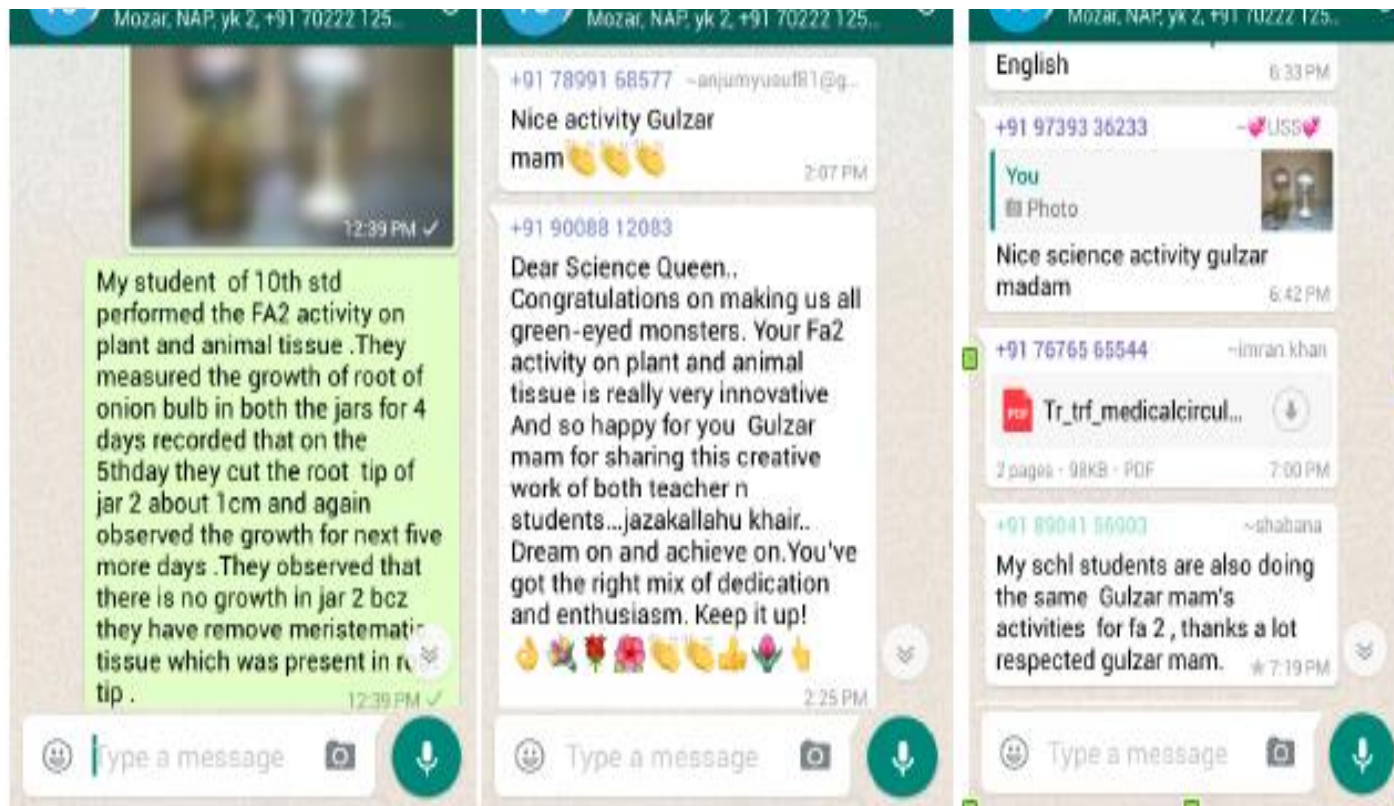 Mozar, NAP, yk 2, +91 70222 125...
12:39 PM
My student of 10th std
performed the FA2 activity on
plant and animal tissue .They
measured the growth of root of
onion bulb in both the jars for 4
days recorded that on the
5thday they cut the root tip of
jar 2 about 1cm and again
observed the growth for next five
more days .They observed that
there is no growth in jar 2 bcz
they have remove meristematic
tissue which was present in
tip .
12:39 PM
Type a message
Mozar, NAP, yk 2, +91 70222 125...
+91 78991 68577 ~anjumyusuf81@g...
Nice activity Gulzar
mam👏👏👏
2:07 PM
+91 90088 12083
Dear Science Queen..
Congratulations on making us all
green-eyed monsters. Your Fa2
activity on plant and animal
tissue is really very innovative
And so happy for you Gulzar
mam for sharing this creative
work of both teacher n
students...jazakallahu khair..
Dream on and achieve on.You've
got the right mix of dedication
and enthusiasm. Keep it up!
👌💐🌹🌺👏👏👍🌷👆
2:25 PM
Type a message
Mozar, NAP, yk 2, +91 70222 125...
English
6:33 PM
+91 97393 36233 ~💞USS💞
You
Photo
Nice science activity gulzar
madam
6:42 PM
+91 76765 65544 ~imran khan
PDF Tr_trf_medicalcircul...
2 pages · 98KB · PDF 7:00 PM
~shabana
My schl students are also doing
the same Gulzar mam's
activities for fa 2 , thanks a lot
respected gulzar mam. ★ 7:19 PM
Type a message